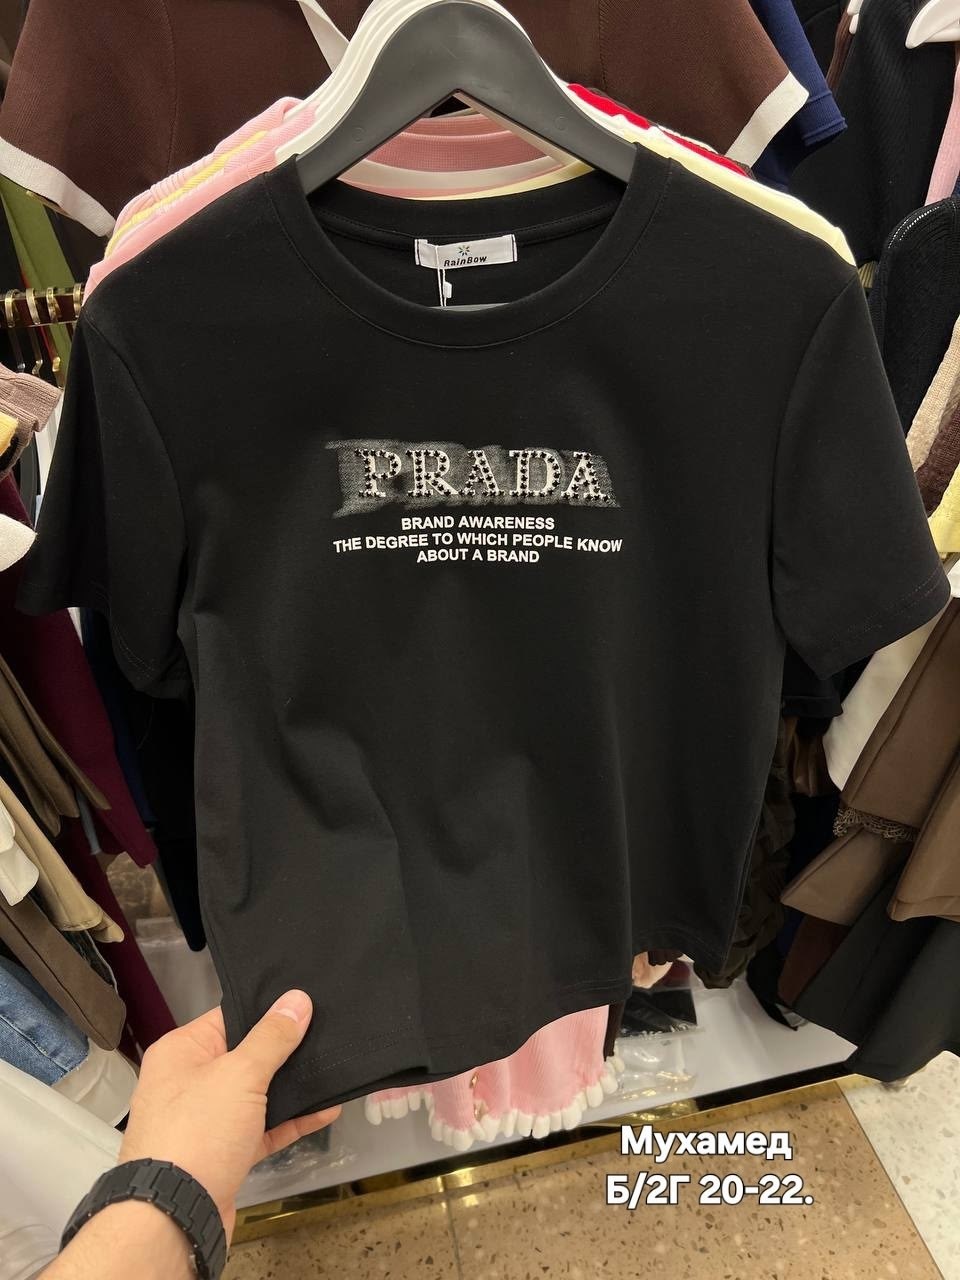 RainBow
PRADA
BRAND AWARENESS
THE DEGREE TO WHICH PEOPLE KNOW
ABOUT A BRAND
Мухамед
Б/2Г 20-22.